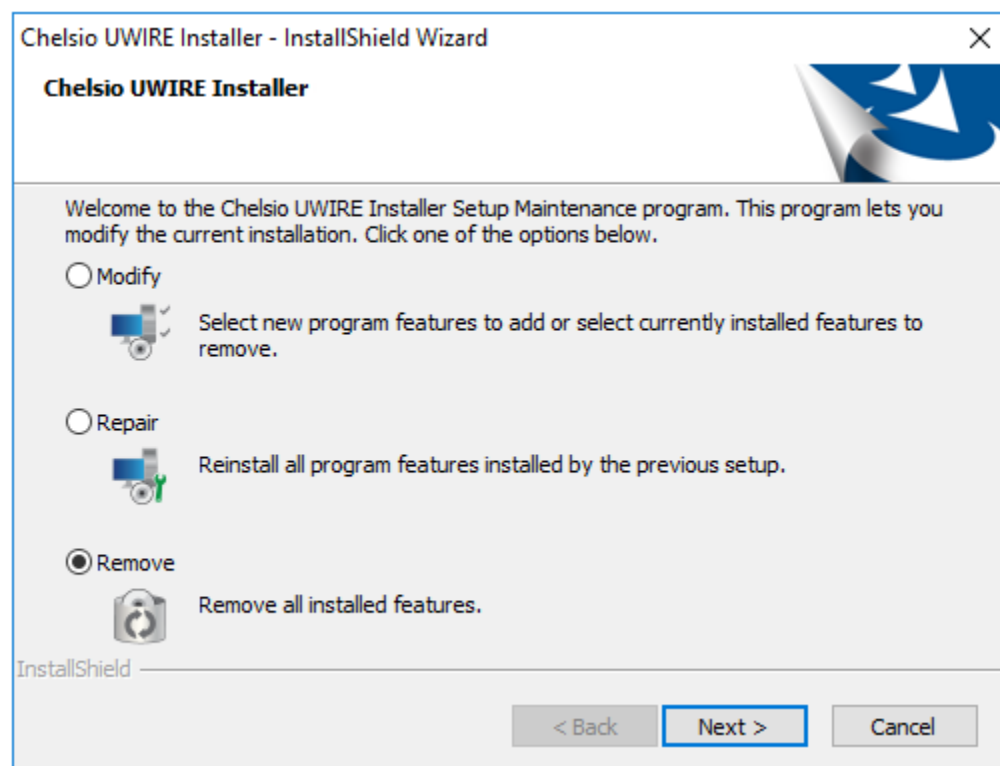 Chelsio UWIRE Installer - InstallShield Wizard
Chelsio UWIRE Installer
Welcome to the Chelsio UWIRE Installer Setup Maintenance program. This program lets you
modify the current installation. Click one of the options below.
Modify
Select new program features to add or select currently installed features to
remove.
Repair
Reinstall all program features installed by the previous setup.
Remove
Remove all installed features.
InstallShield
< Back Next > Cancel